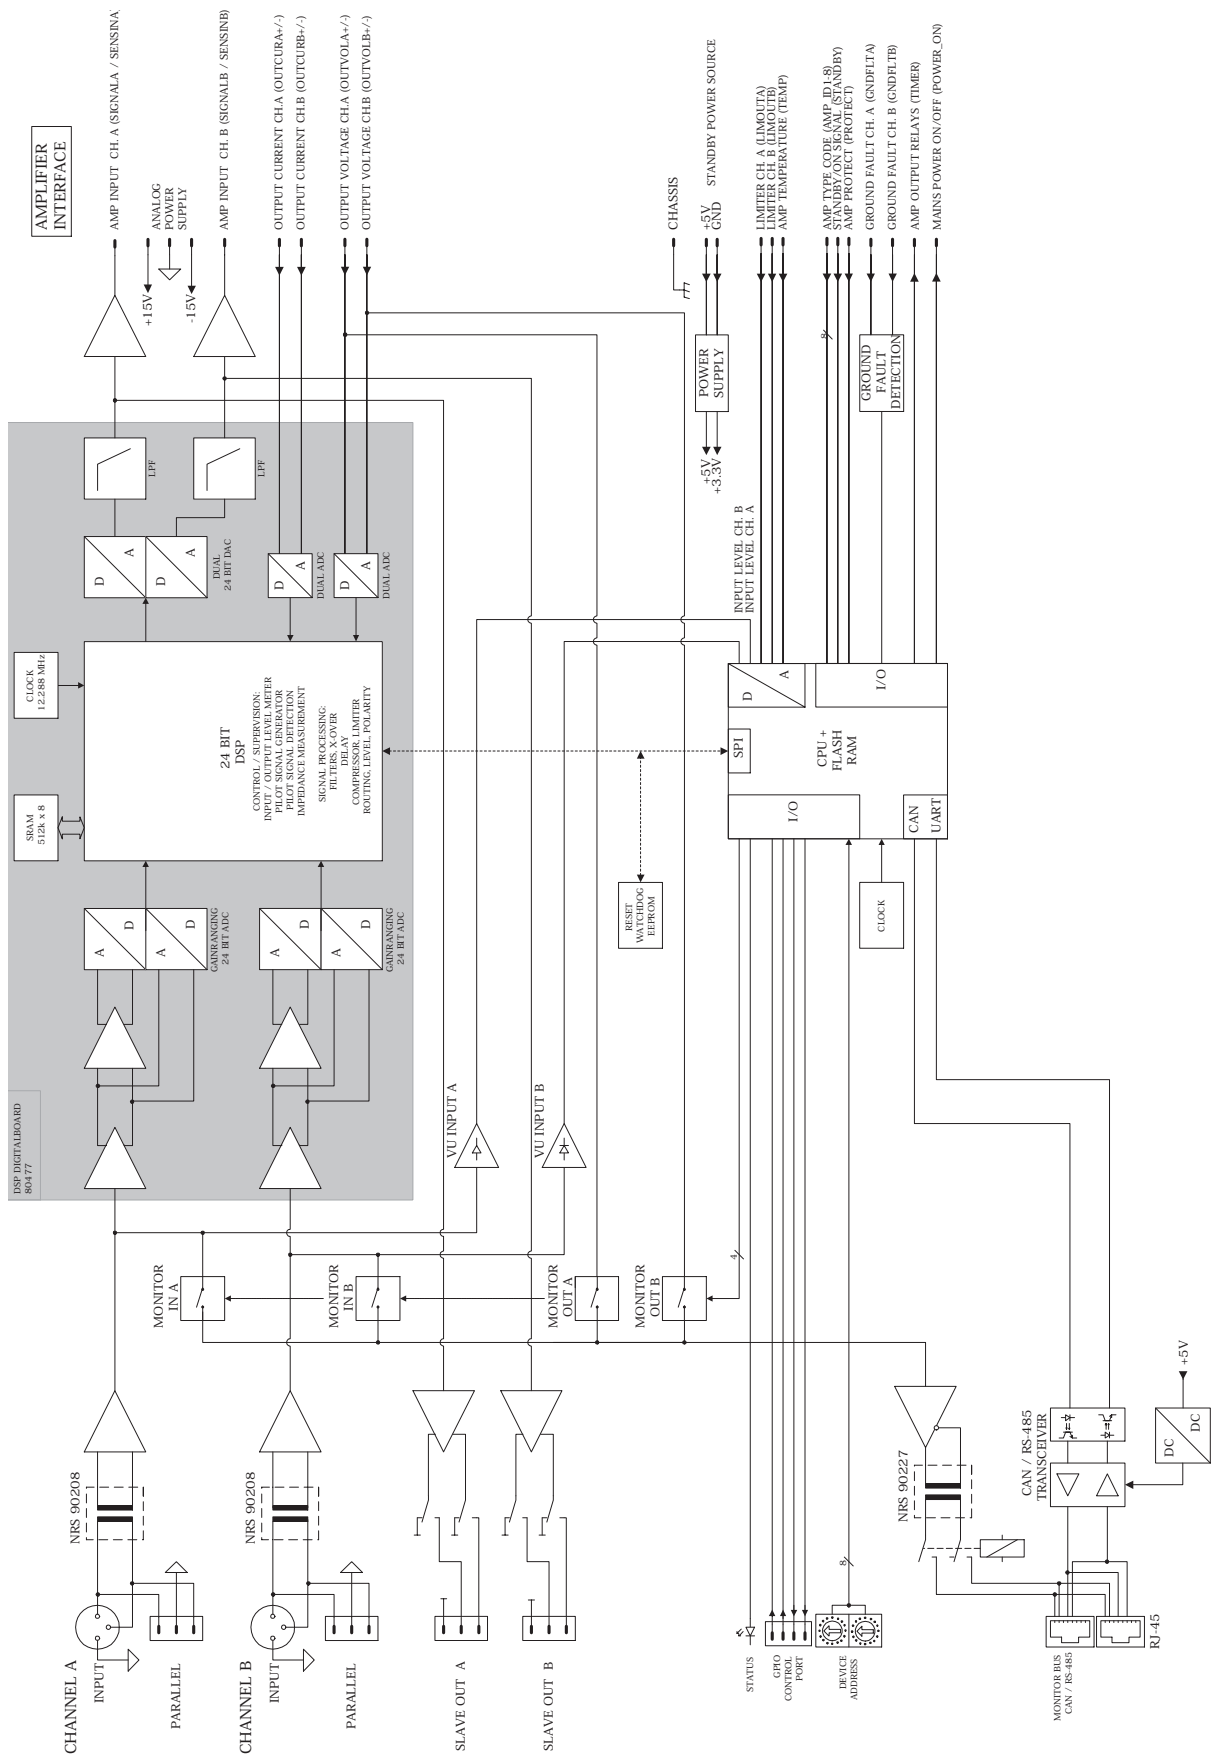 AMPLIFIER
INTERFACE
AMP INPUT CH. A (SIGNALA / SENSINA
+15V
ANALOG
POWER
SUPPLY
-15V
AMP INPUT CH. B (SIGNALB / SENSINB)
OUTPUT CURRENT CH.A (OUTCURA+/-)
OUTPUT CURRENT CH.B (OUTCURB+/-)
OUTPUT VOLTAGE CH.A (OUTVOLA+/-)
OUTPUT VOLTAGE CH.B (OUTVOLB+/-)
CHASSIS
+5V
GND
STANDBY POWER SOURCE
POWER
SUPPLY
+5V
+3.3V
LIMITER CH. A (LIMOUTA)
LIMITER CH. B (LIMOUTB)
AMP TEMPERATURE (TEMP)
AMP TYPE CODE (AMP_ID1-8)
STANDBY/ON SIGNAL (STANDBY)
AMP PROTECT (PROTECT)
GROUND FAULT CH. A (GNDFLTA)
GROUND FAULT CH. B (GNDFLTB)
AMP OUTPUT RELAYS (TIMER)
MAINS POWER ON/OFF (POWER_ON)
8
GROUND
FAULT
DETECTION
INPUT LEVEL CH. B
INPUT LEVEL CH. A
LPF
LPF
D
A
D
A
DUAL
24 BIT DAC
D
A
DUAL ADC
D
A
DUAL ADC
CLOCK
12.288 MHz
SRAM
512k x 8
24 BIT
DSP
CONTROL / SUPERVISION:
INPUT / OUTPUT LEVEL METER
PILOT SIGNAL GENERATOR
PILOT SIGNAL DETECTION
IMPEDANCE MEASUREMENT
SIGNAL PROCESSING:
FILTERS, X-OVER
DELAY
COMPRESSOR, LIMITER
ROUTING, LEVEL, POLARITY
D
A
I/O
SPI
CPU +
FLASH
RAM
I/O
CAN
UART
RESET
WATCHDOG
EEPROM
CLOCK
A
D
A
D
GAINRANGING
24 BIT ADC
A
D
A
D
GAINRANGING
24 BIT ADC
DSP DIGITALBOARD
80477
VU INPUT A
VU INPUT B
MONITOR
IN A
MONITOR
IN B
MONITOR
OUT A
MONITOR
OUT B
4
NRS 90208
NRS 90208
NRS 90227
CAN / RS-485
TRANSCEIVER
DC
DC
+5V
8
CHANNEL A
INPUT
PARALLEL
CHANNEL B
INPUT
PARALLEL
SLAVE OUT A
SLAVE OUT B
STATUS
GPIO
CONTROL
PORT
DEVICE
ADDRESS
MONITOR BUS
CAN / RS-485
RJ-45